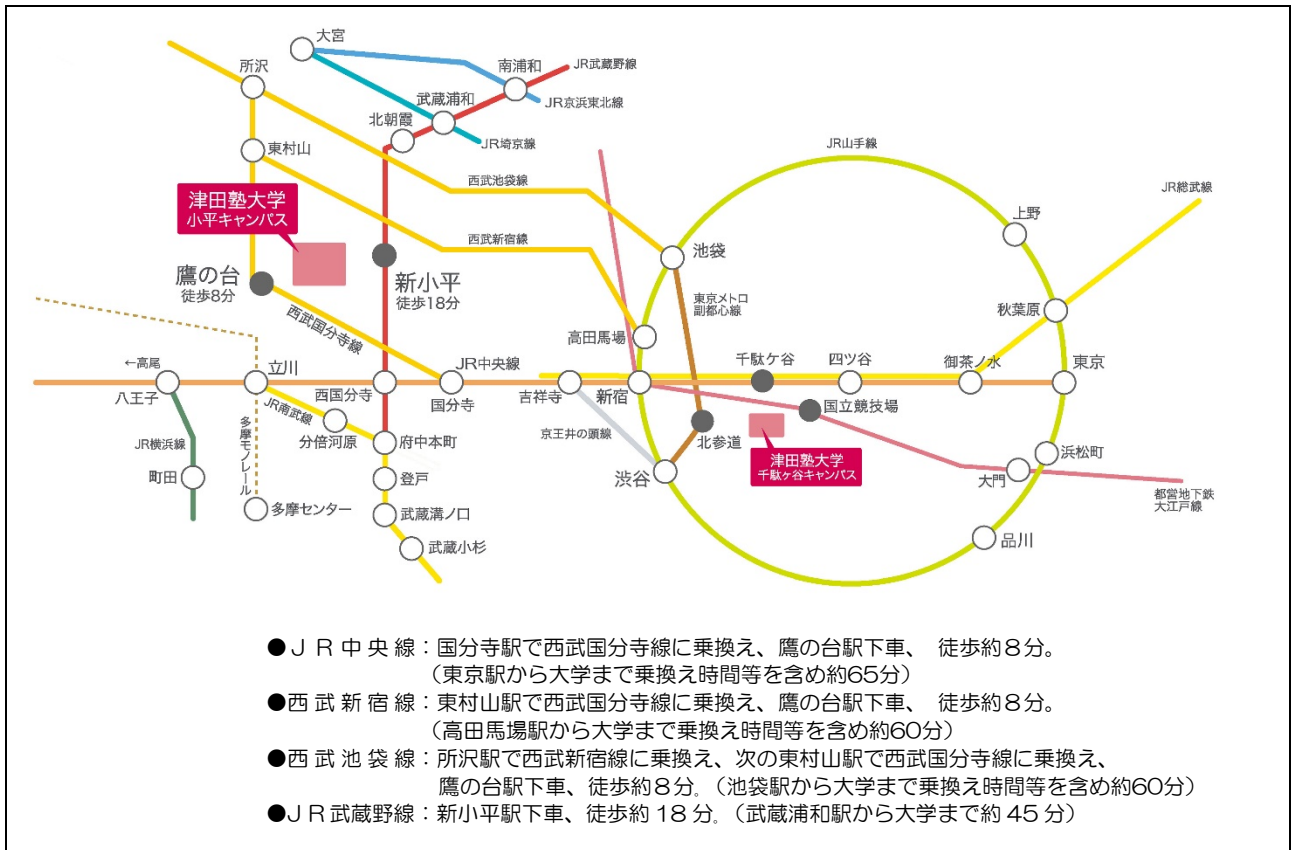 大宮
所沢
南浦和
JR武蔵野線
武蔵浦和
JR京浜東北線
北朝霞
JR埼京線
東村山
JR山手線
西武池袋線
JR総武線
津田塾大学
小平キャンパス
上野
西武新宿線
池袋
鷹の台
徒歩8分
新小平
徒歩18分
東京メトロ
副都心線
秋葉原
西武国分寺線
高田馬場
←高尾
立川
JR中央線
千駄ケ谷
四ツ谷
御茶ノ水
東京
八王子
西国分寺
国分寺
吉祥寺
新宿
JR南武線
国立競技場
多摩モノレール
分倍河原
府中本町
京王井の頭線
北参道
JR横浜線
浜松町
津田塾大学
千駄ヶ谷キャンパス
町田
登戸
渋谷
大門
都営地下鉄
大江戸線
多摩センター
武蔵溝ノ口
武蔵小杉
品川
●JR中央線：国分寺駅で西武国分寺線に乗換え、鷹の台駅下車、 徒歩約8分。
（東京駅から大学まで乗換え時間等を含め約65分）
●西武新宿線：東村山駅で西武国分寺線に乗換え、鷹の台駅下車、 徒歩約8分。
（高田馬場駅から大学まで乗換え時間等を含め約60分）
●西武池袋線：所沢駅で西武新宿線に乗換え、次の東村山駅で西武国分寺線に乗換え、
鷹の台駅下車、徒歩約8分。（池袋駅から大学まで乗換え時間等を含め約60分）
●JR武蔵野線：新小平駅下車、徒歩約 18 分。（武蔵浦和駅から大学まで約 45 分）